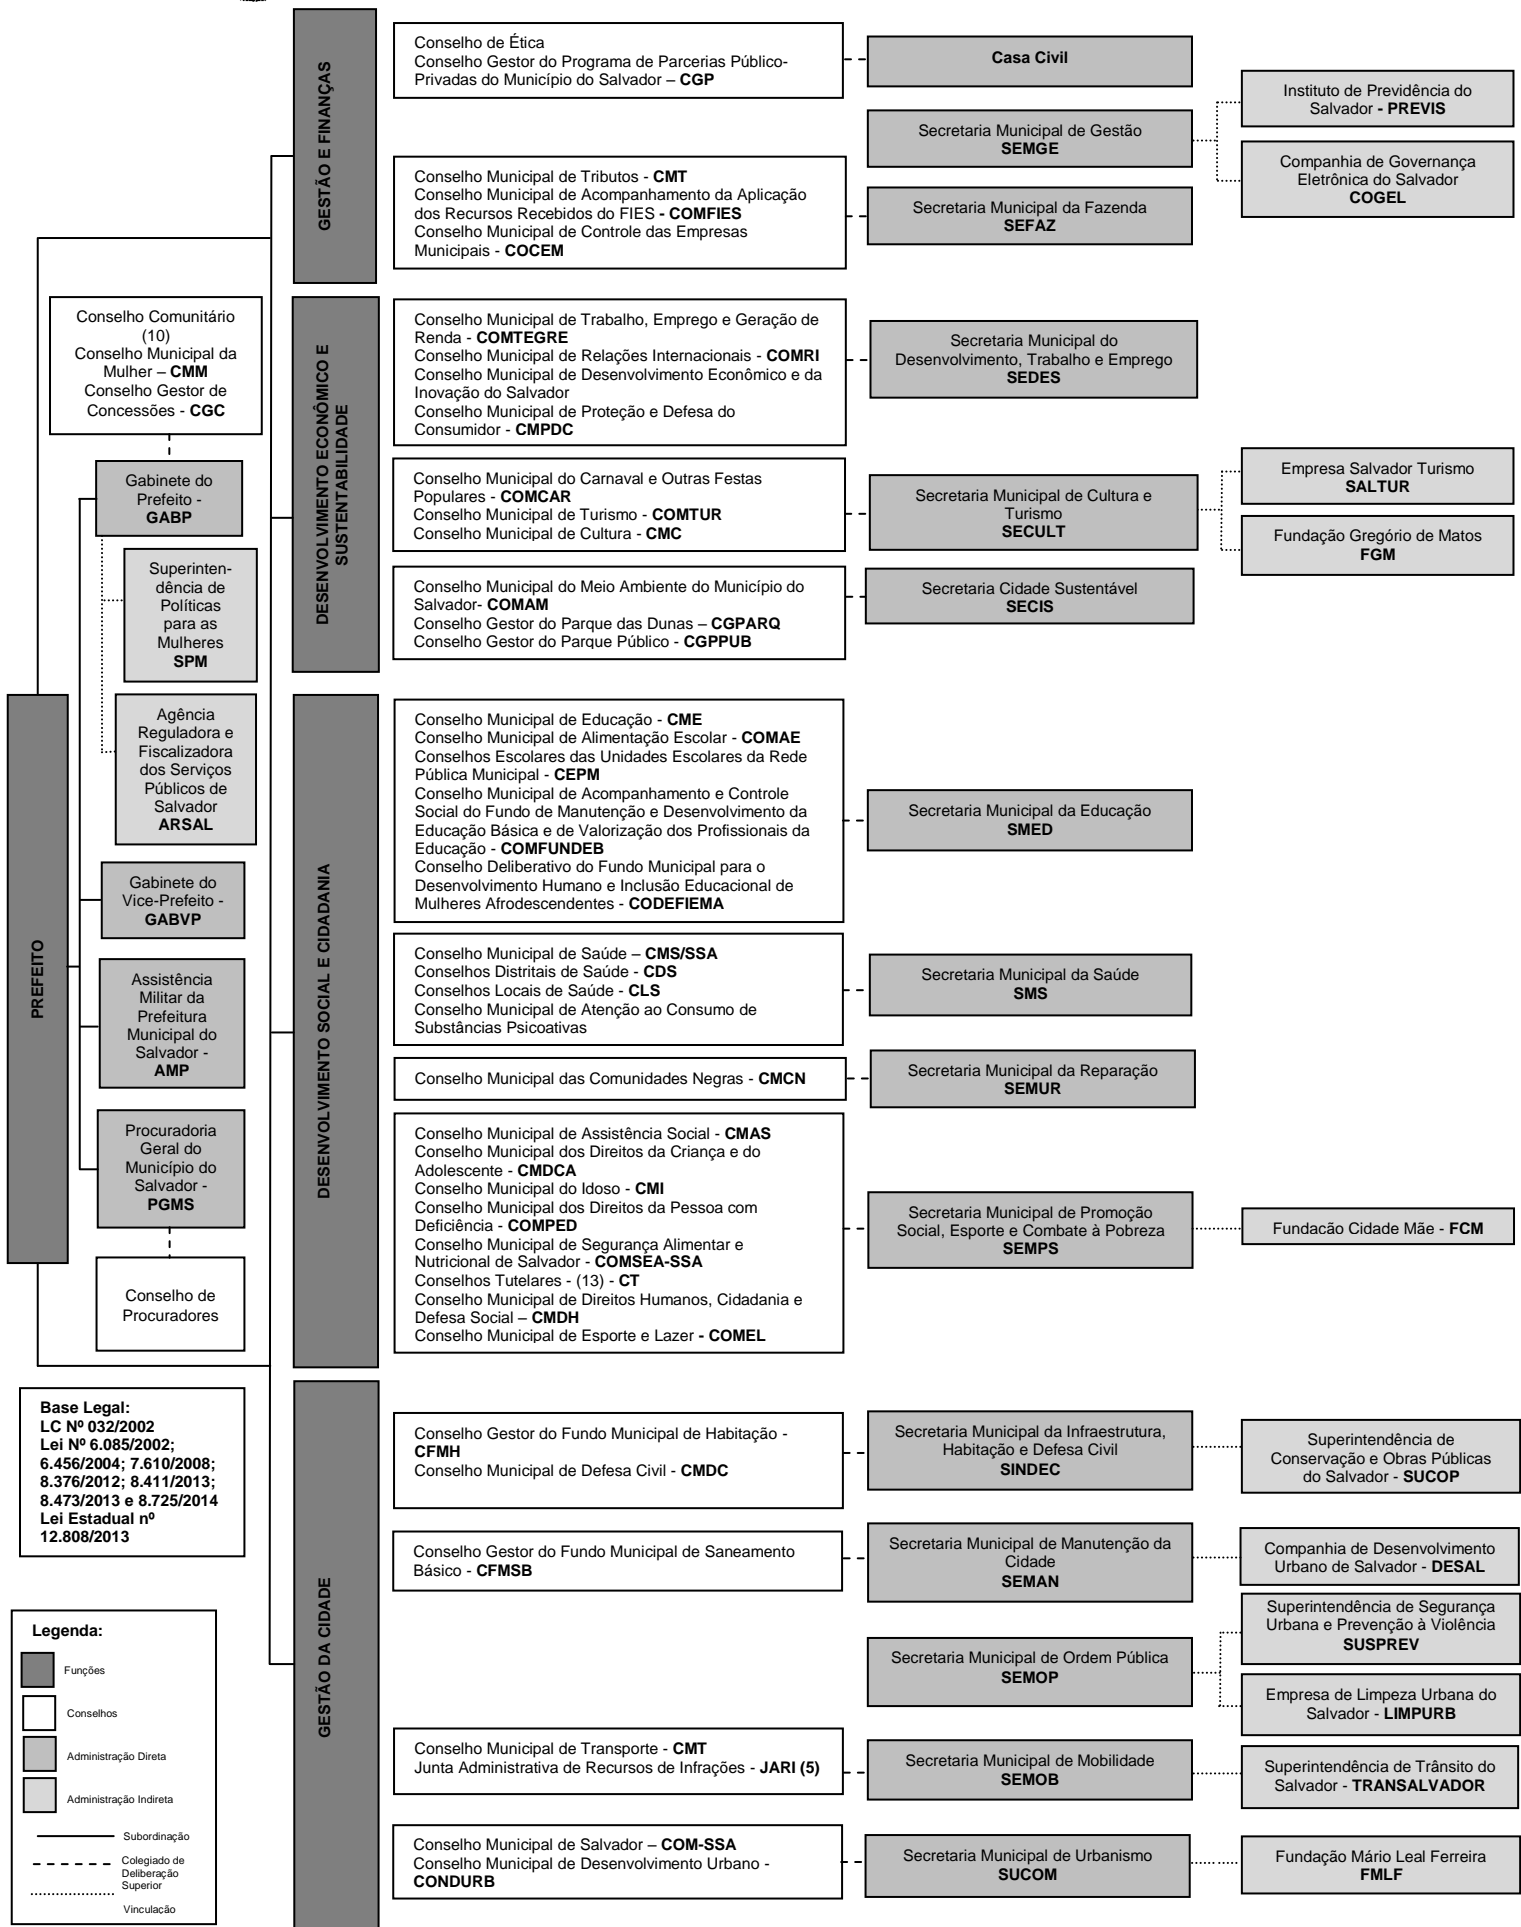 GESTÃO E FINANÇAS
Conselho de Ética
Conselho Gestor do Programa de Parcerias Público-
Privadas do Município do Salvador – CGP
Casa Civil
Secretaria Municipal de Gestão
SEMGE
Instituto de Previdência do
Salvador - PREVIS
Companhia de Governança
Eletrônica do Salvador
COGEL
Conselho Municipal de Tributos - CMT
Conselho Municipal de Acompanhamento da Aplicação
dos Recursos Recebidos do FIES - COMFIES
Conselho Municipal de Controle das Empresas
Municipais - COCEM
Secretaria Municipal da Fazenda
SEFAZ
Conselho Comunitário
(10)
Conselho Municipal da
Mulher – CMM
Conselho Gestor de
Concessões - CGC
Gabinete do
Prefeito -
GABP
Superinten-
dência de
Políticas
para as
Mulheres
SPM
Agência
Reguladora e
Fiscalizadora
dos Serviços
Públicos de
Salvador
ARSAL
Gabinete do
Vice-Prefeito -
GABVP
Assistência
Militar da
Prefeitura
Municipal do
Salvador -
AMP
Procuradoria
Geral do
Município do
Salvador -
PGMS
Conselho de
Procuradores
PREFEITO
DESENVOLVIMENTO ECONÔMICO E
SUSTENTABILIDADE
Conselho Municipal de Trabalho, Emprego e Geração de
Renda - COMTEGRE
Conselho Municipal de Relações Internacionais - COMRI
Conselho Municipal de Desenvolvimento Econômico e da
Inovação do Salvador
Conselho Municipal de Proteção e Defesa do
Consumidor - CMPDC
Secretaria Municipal do
Desenvolvimento, Trabalho e Emprego
SEDES
Conselho Municipal do Carnaval e Outras Festas
Populares - COMCAR
Conselho Municipal de Turismo - COMTUR
Conselho Municipal de Cultura - CMC
Secretaria Municipal de Cultura e
Turismo
SECULT
Empresa Salvador Turismo
SALTUR
Fundação Gregório de Matos
FGM
Conselho Municipal do Meio Ambiente do Município do
Salvador- COMAM
Conselho Gestor do Parque das Dunas – CGPARQ
Conselho Gestor do Parque Público - CGPPUB
Secretaria Cidade Sustentável
SECIS
DESENVOLVIMENTO SOCIAL E CIDADANIA
Conselho Municipal de Educação - CME
Conselho Municipal de Alimentação Escolar - COMAE
Conselhos Escolares das Unidades Escolares da Rede
Pública Municipal - CEPM
Conselho Municipal de Acompanhamento e Controle
Social do Fundo de Manutenção e Desenvolvimento da
Educação Básica e de Valorização dos Profissionais da
Educação - COMFUNDEB
Conselho Deliberativo do Fundo Municipal para o
Desenvolvimento Humano e Inclusão Educacional de
Mulheres Afrodescendentes - CODEFIEMA
Secretaria Municipal da Educação
SMED
Conselho Municipal de Saúde – CMS/SSA
Conselhos Distritais de Saúde - CDS
Conselhos Locais de Saúde - CLS
Conselho Municipal de Atenção ao Consumo de
Substâncias Psicoativas
Secretaria Municipal da Saúde
SMS
Conselho Municipal das Comunidades Negras - CMCN
Secretaria Municipal da Reparação
SEMUR
Conselho Municipal de Assistência Social - CMAS
Conselho Municipal dos Direitos da Criança e do
Adolescente - CMDCA
Conselho Municipal do Idoso - CMI
Conselho Municipal dos Direitos da Pessoa com
Deficiência - COMPED
Conselho Municipal de Segurança Alimentar e
Nutricional de Salvador - COMSEA-SSA
Conselhos Tutelares - (13) - CT
Conselho Municipal de Direitos Humanos, Cidadania e
Defesa Social – CMDH
Conselho Municipal de Esporte e Lazer - COMEL
Secretaria Municipal de Promoção
Social, Esporte e Combate à Pobreza
SEMPS
Fundacão Cidade Mãe - FCM
GESTÃO DA CIDADE
Conselho Gestor do Fundo Municipal de Habitação -
CFMH
Conselho Municipal de Defesa Civil - CMDC
Secretaria Municipal da Infraestrutura,
Habitação e Defesa Civil
SINDEC
Superintendência de
Conservação e Obras Públicas
do Salvador - SUCOP
Conselho Gestor do Fundo Municipal de Saneamento
Básico - CFMSB
Secretaria Municipal de Manutenção da
Cidade
SEMAN
Companhia de Desenvolvimento
Urbano de Salvador - DESAL
Secretaria Municipal de Ordem Pública
SEMOP
Superintendência de Segurança
Urbana e Prevenção à Violência
SUSPREV
Empresa de Limpeza Urbana do
Salvador - LIMPURB
Conselho Municipal de Transporte - CMT
Junta Administrativa de Recursos de Infrações - JARI (5)
Secretaria Municipal de Mobilidade
SEMOB
Superintendência de Trânsito do
Salvador - TRANSALVADOR
Conselho Municipal de Salvador – COM-SSA
Conselho Municipal de Desenvolvimento Urbano -
CONDURB
Secretaria Municipal de Urbanismo
SUCOM
Fundação Mário Leal Ferreira
FMLF
Base Legal:
LC Nº 032/2002
Lei Nº 6.085/2002;
6.456/2004; 7.610/2008;
8.376/2012; 8.411/2013;
8.473/2013 e 8.725/2014
Lei Estadual nº
12.808/2013
Legenda:
Funções
Conselhos
Administração Direta
Administração Indireta
Subordinação
Colegiado de
Deliberação
Superior
Vinculação